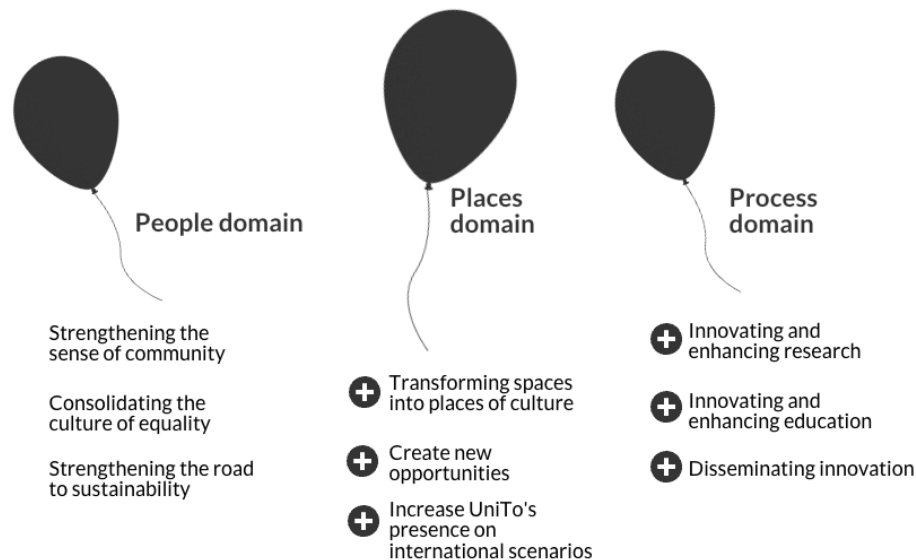 People domain
Strengthening the
sense of community
Consolidating the
culture of equality
Strengthening the road
to sustainability
Places
domain
Transforming spaces
into places of culture
Create new
opportunities
Increase UniTo's
presence on
international scenarios
Process
domain
Innovating and
enhancing research
Innovating and
enhancing education
Disseminating innovation